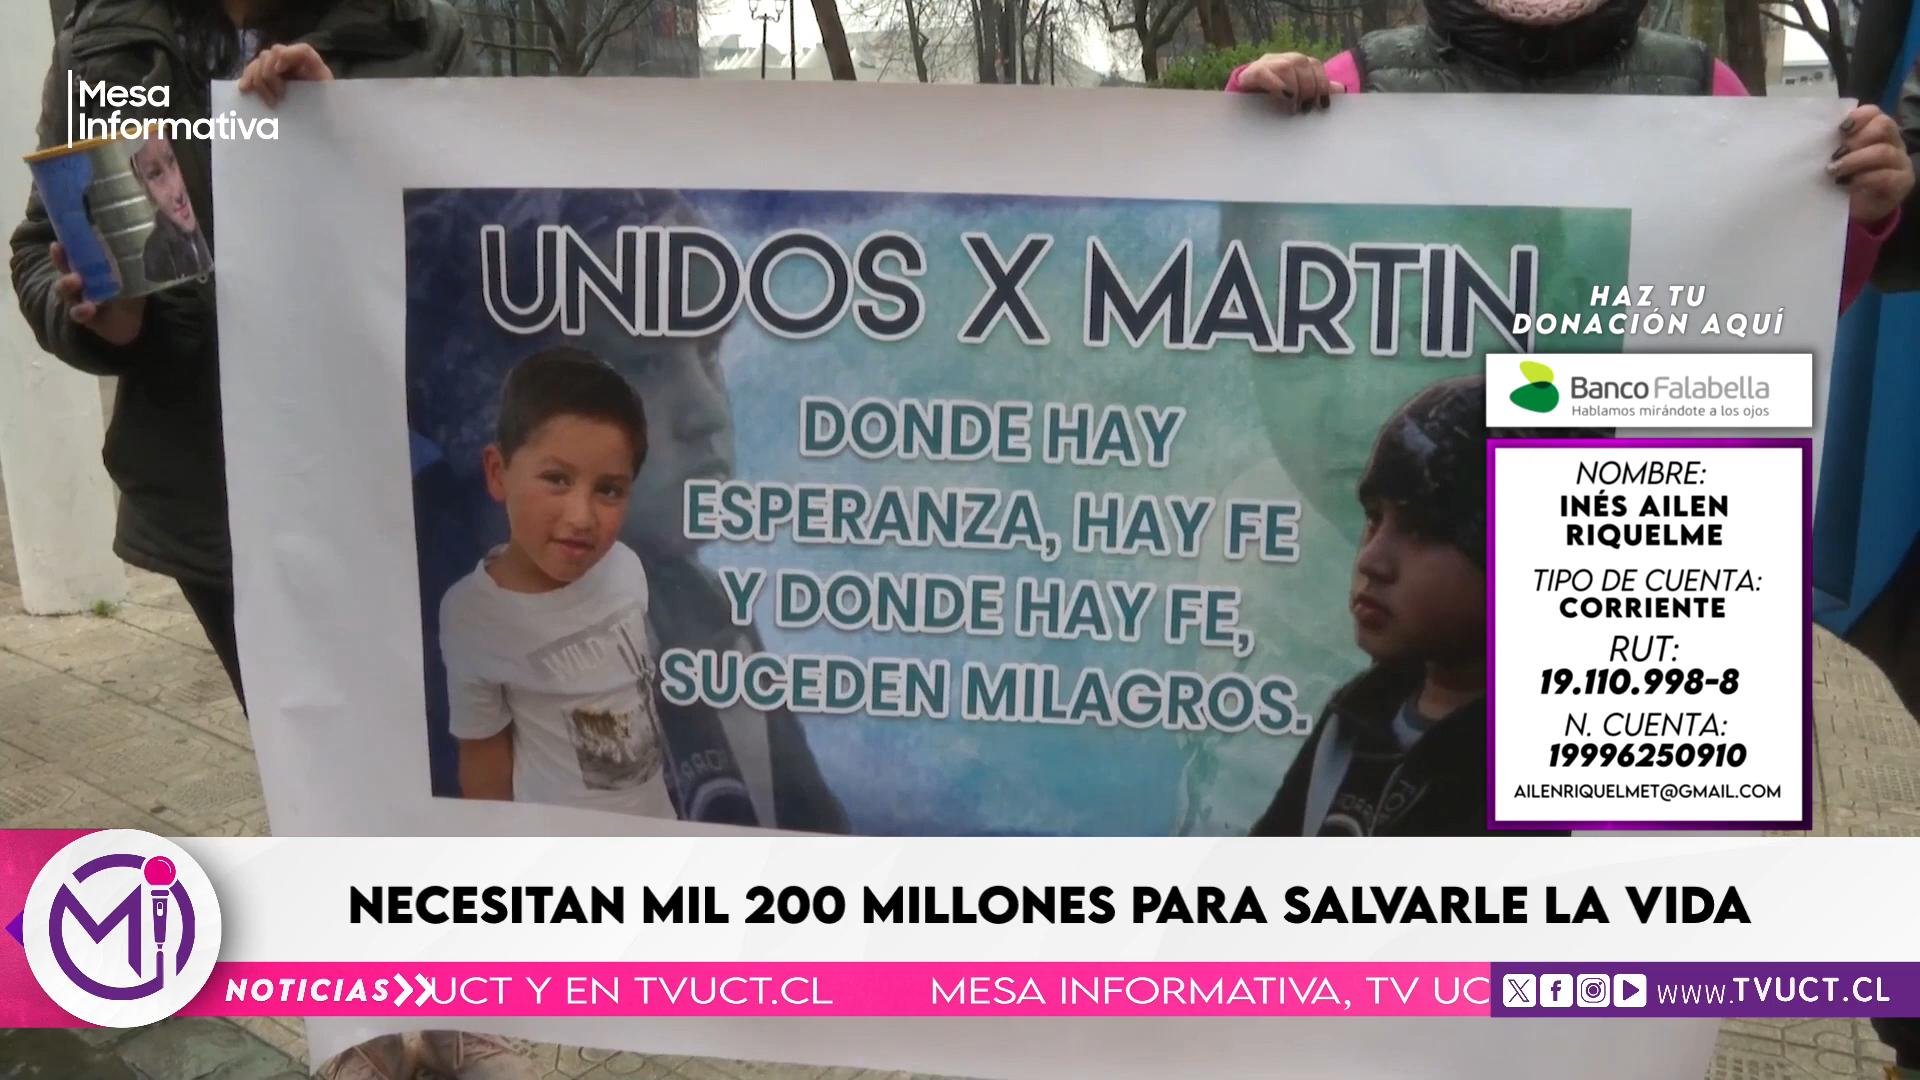 Mesa
Informativa
UNIDOS X MARTIN
DONDE HAY
ESPERANZA, HAY FE
Y DONDE HAY FE,
SUCEDEN MILAGROS.
HAZ TU
DONACIÓN AQUÍ
Banco Falabella
Hablamos mirándote a los ojos
NOMBRE:
INÉS AILEN
RIQUELME
TIPO DE CUENTA:
CORRIENTE
RUT:
19.110.998-8
N. CUENTA:
19996250910
AILENRIQUELMET@GMAIL.COM
NECESITAN MIL 200 MILLONES PARA SALVARLE LA VIDA
NOTICIAS UCT Y EN TVUCT.CL MESA INFORMATIVA, TV UC WWW.TVUCT.CL